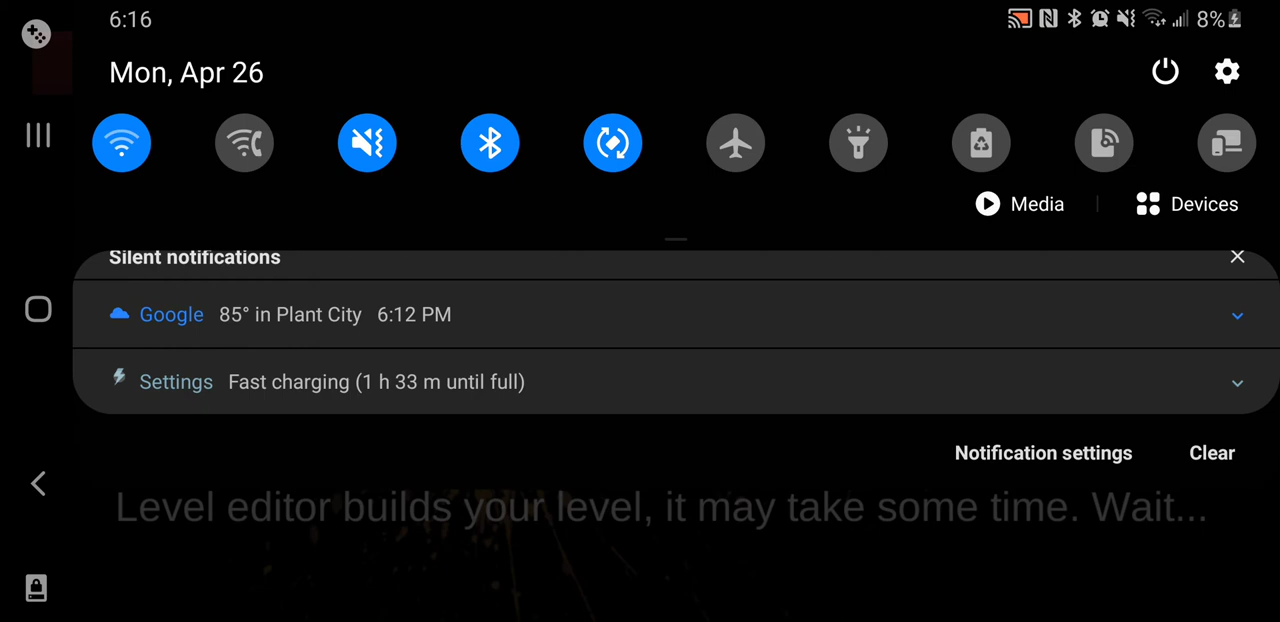 6:16 8%
Mon, Apr 26
Media Devices
Silent notifications
Google 85° in Plant City 6:12 PM
Settings Fast charging (1 h 33 m until full)
Notification settings Clear
Level editor builds your level, it may take some time. Wait...